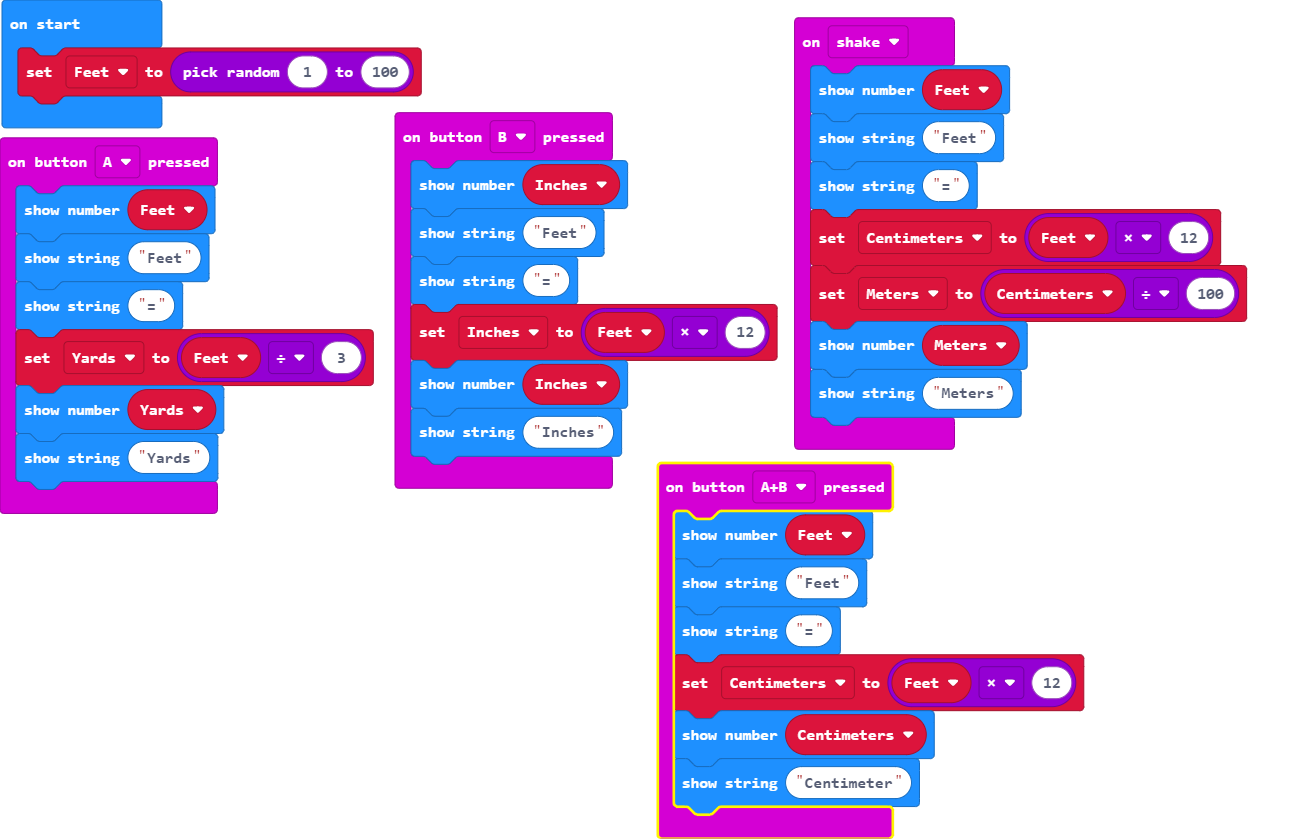 on start
set Feet to pick random 1 to 100
on button A pressed
show number Feet
show string "Feet"
show string "="
set Yards to Feet ÷ 3
show number Yards
show string "Yards"
on button B pressed
show number Inches
show string "Feet"
show string "="
set Inches to Feet × 12
show number Inches
show string "Inches"
on shake
show number Feet
show string "Feet"
show string "="
set Centimeters to Feet × 12
set Meters to Centimeters ÷ 100
show number Meters
show string "Meters"
on button A+B pressed
show number Feet
show string "Feet"
show string "="
set Centimeters to Feet × 12
show number Centimeters
show string "Centimeter"